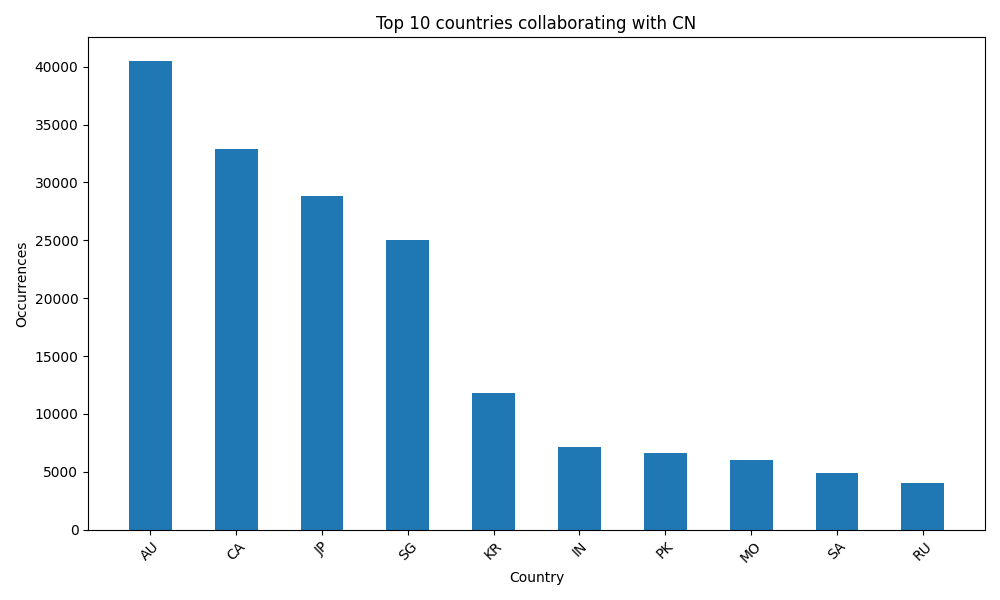 Top 10 countries collaborating with CN
Occurrences
40000
35000
30000
25000
20000
15000
10000
5000
0
AU CA JP SG KR IN PK MO SA RU
Country